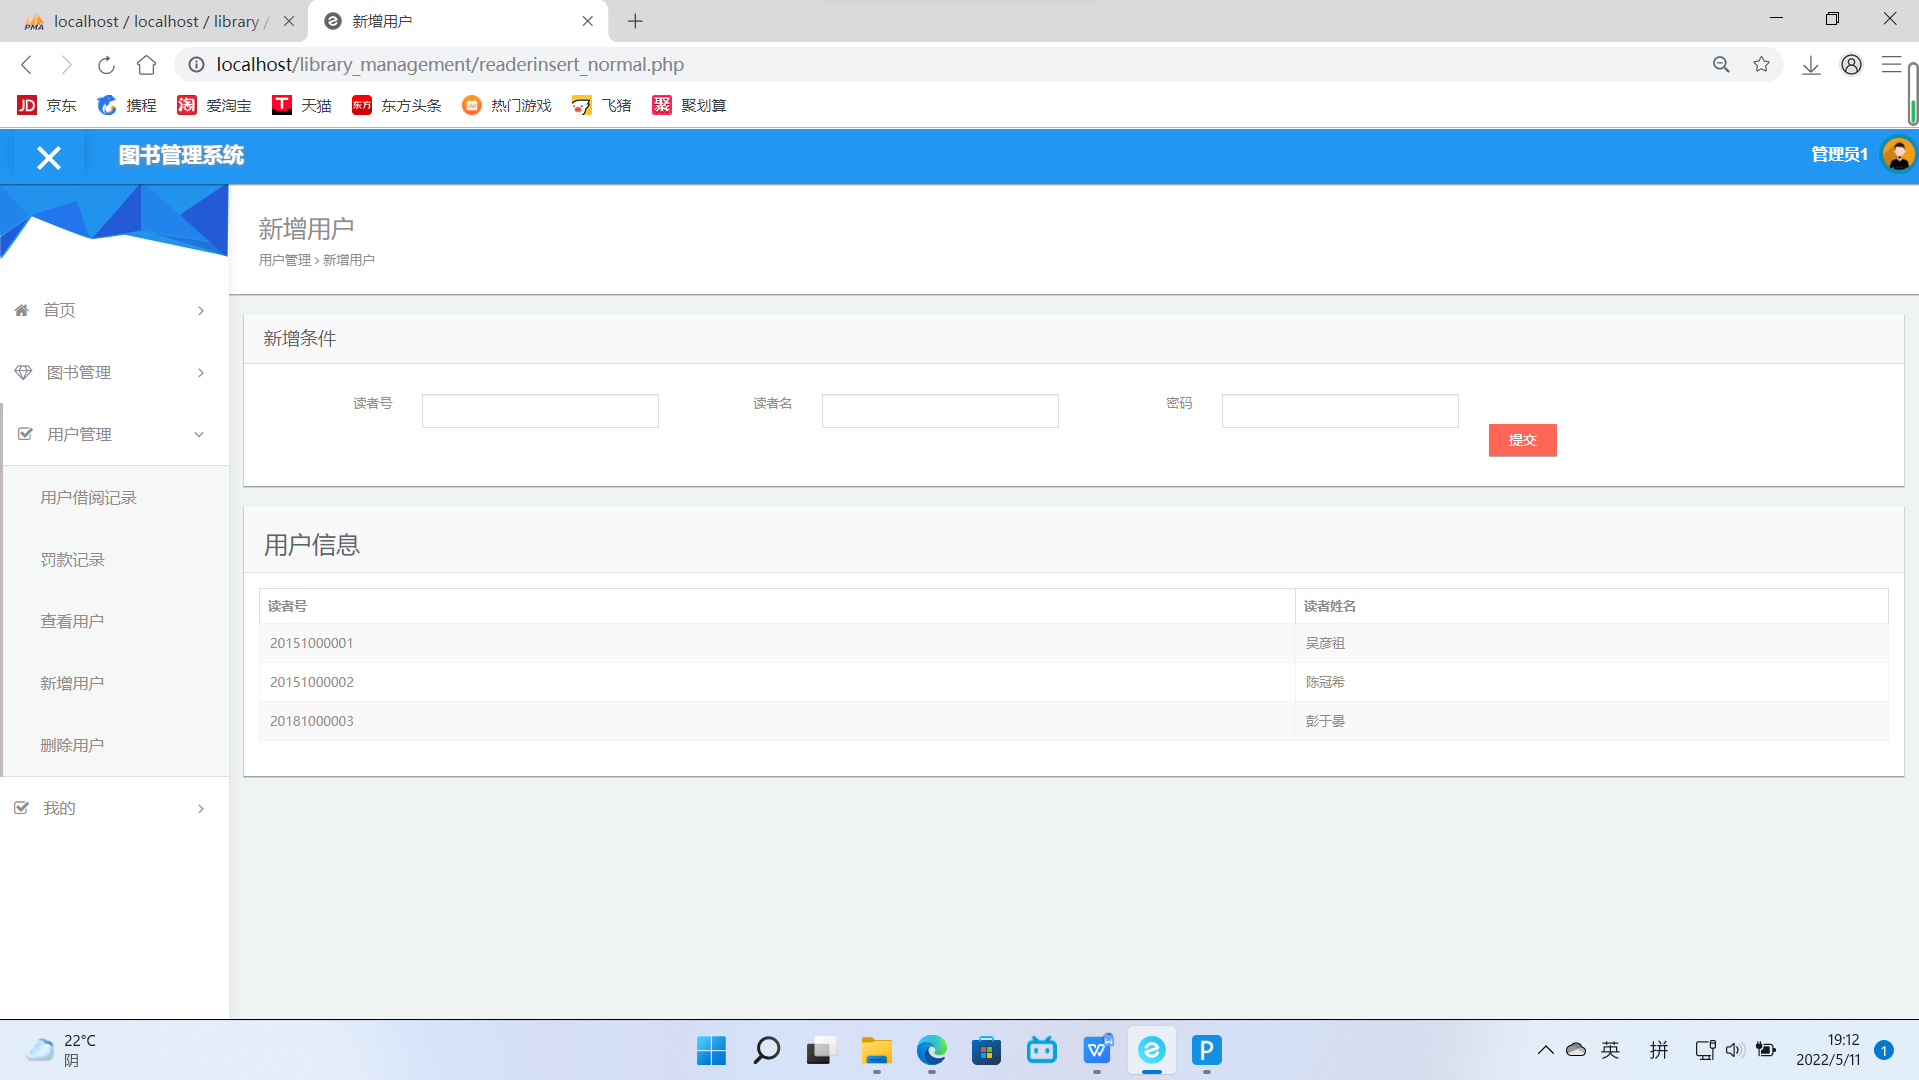 localhost / localhost / library /
新增用户
localhost/library_management/readerinsert_normal.php
JD 京东
携程
淘 爱淘宝
T 天猫
东方 东方头条
热门游戏
飞猪
聚 聚划算
图书管理系统
管理员1
新增用户
用户管理 › 新增用户
首页
图书管理
用户管理
用户借阅记录
罚款记录
查看用户
新增用户
删除用户
我的
新增条件
读者号
读者名
密码
提交
用户信息
读者号 读者姓名
20151000001 吴彦祖
20151000002 陈冠希
20181000003 彭于晏
22°C
阴
英
拼
19:12
2022/5/11
1